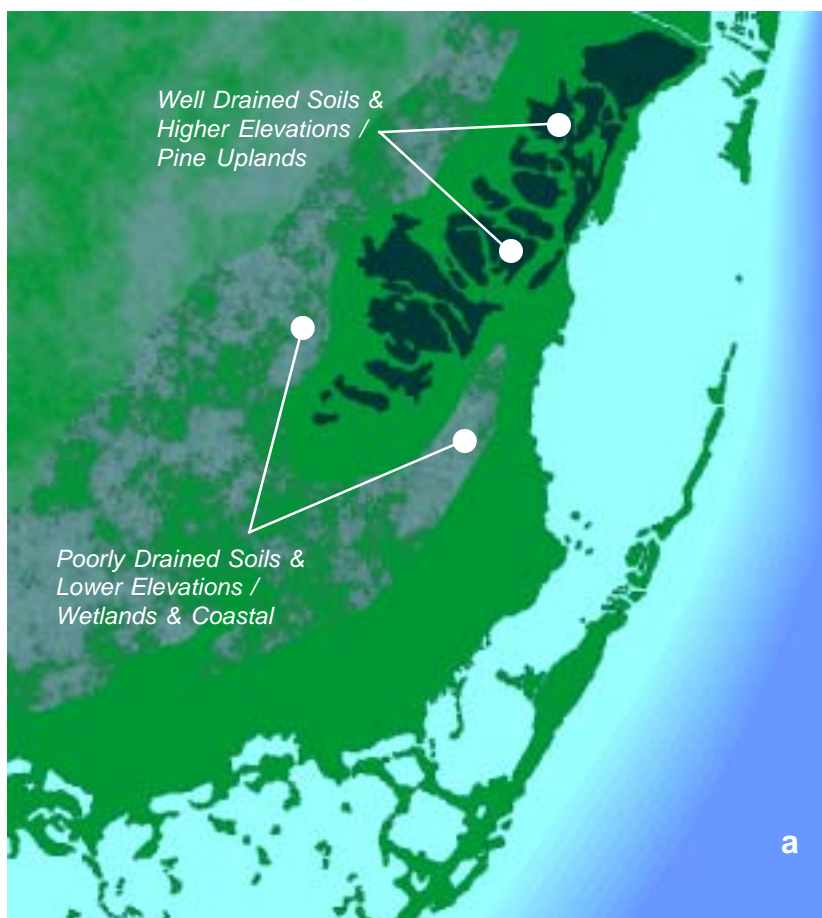 Well Drained Soils &
Higher Elevations /
Pine Uplands
Poorly Drained Soils &
Lower Elevations /
Wetlands & Coastal
a